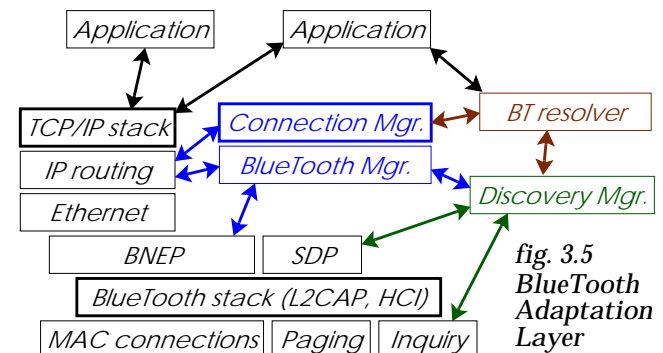 Application
Application
TCP/IP stack
Connection Mgr.
BT resolver
IP routing
BlueTooth Mgr.
Discovery Mgr.
Ethernet
BNEP
SDP
BlueTooth stack (L2CAP, HCI)
MAC connections
Paging
Inquiry
fig. 3.5
BlueTooth
Adaptation
Layer